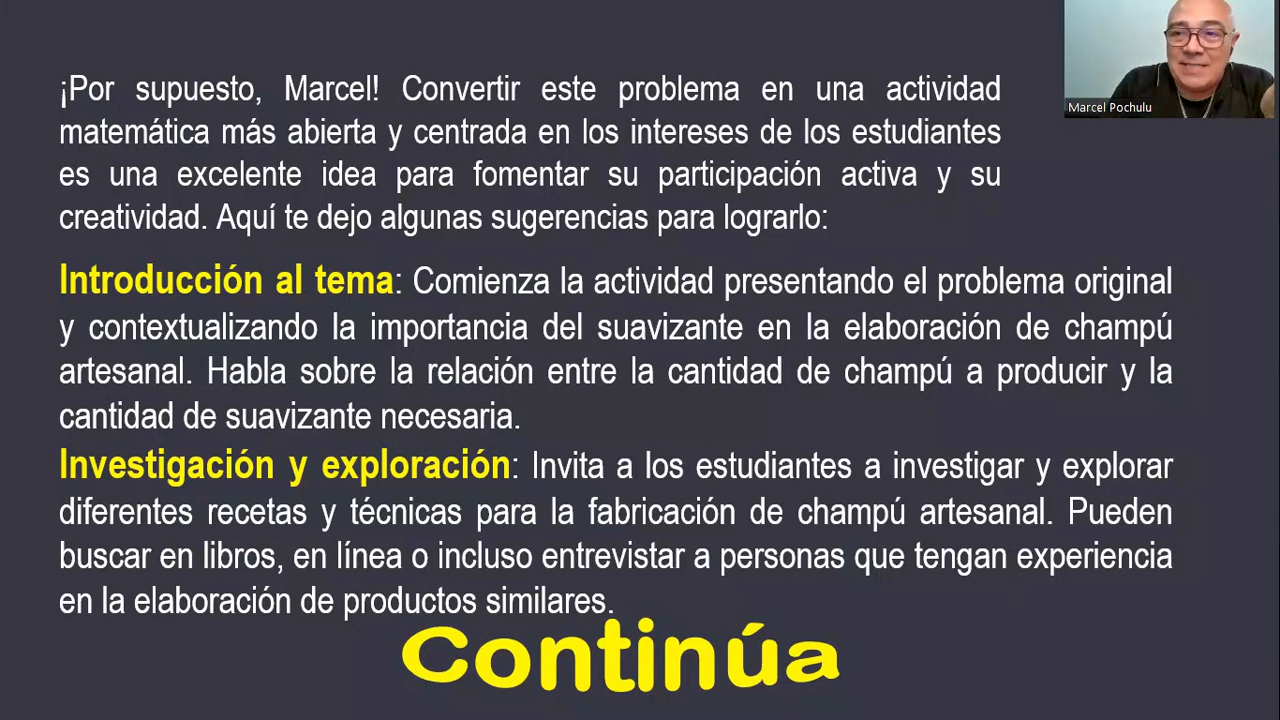 ¡Por supuesto, Marcel! Convertir este problema en una actividad
matemática más abierta y centrada en los intereses de los estudiantes
es una excelente idea para fomentar su participación activa y su
creatividad. Aquí te dejo algunas sugerencias para lograrlo:
Marcel Pochulu
Introducción al tema: Comienza la actividad presentando el problema original
y contextualizando la importancia del suavizante en la elaboración de champú
artesanal. Habla sobre la relación entre la cantidad de champú a producir y la
cantidad de suavizante necesaria.
Investigación y exploración: Invita a los estudiantes a investigar y explorar
diferentes recetas y técnicas para la fabricación de champú artesanal. Pueden
buscar en libros, en línea o incluso entrevistar a personas que tengan experiencia
en la elaboración de productos similares.
Continúa